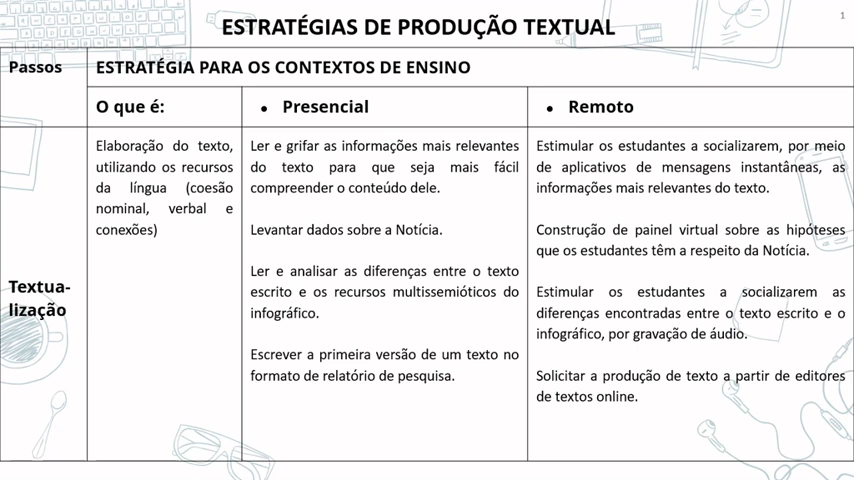 ESTRATÉGIAS DE PRODUÇÃO TEXTUAL
1
Passos
ESTRATÉGIA PARA OS CONTEXTOS DE ENSINO
O que é:
• Presencial
• Remoto
Textua-
lização
Elaboração do texto,
utilizando os recursos
da língua (coesão
nominal, verbal e
conexões)
Ler e grifar as informações mais relevantes
do texto para que seja mais fácil
compreender o conteúdo dele.
Levantar dados sobre a Notícia.
Ler e analisar as diferenças entre o texto
escrito e os recursos multissemióticos do
infográfico.
Escrever a primeira versão de um texto no
formato de relatório de pesquisa.
Estimular os estudantes a socializarem, por meio
de aplicativos de mensagens instantâneas, as
informações mais relevantes do texto.
Construção de painel virtual sobre as hipóteses
que os estudantes têm a respeito da Notícia.
Estimular os estudantes a socializarem as
diferenças encontradas entre o texto escrito e o
infográfico, por gravação de áudio.
Solicitar a produção de texto a partir de editores
de textos online.